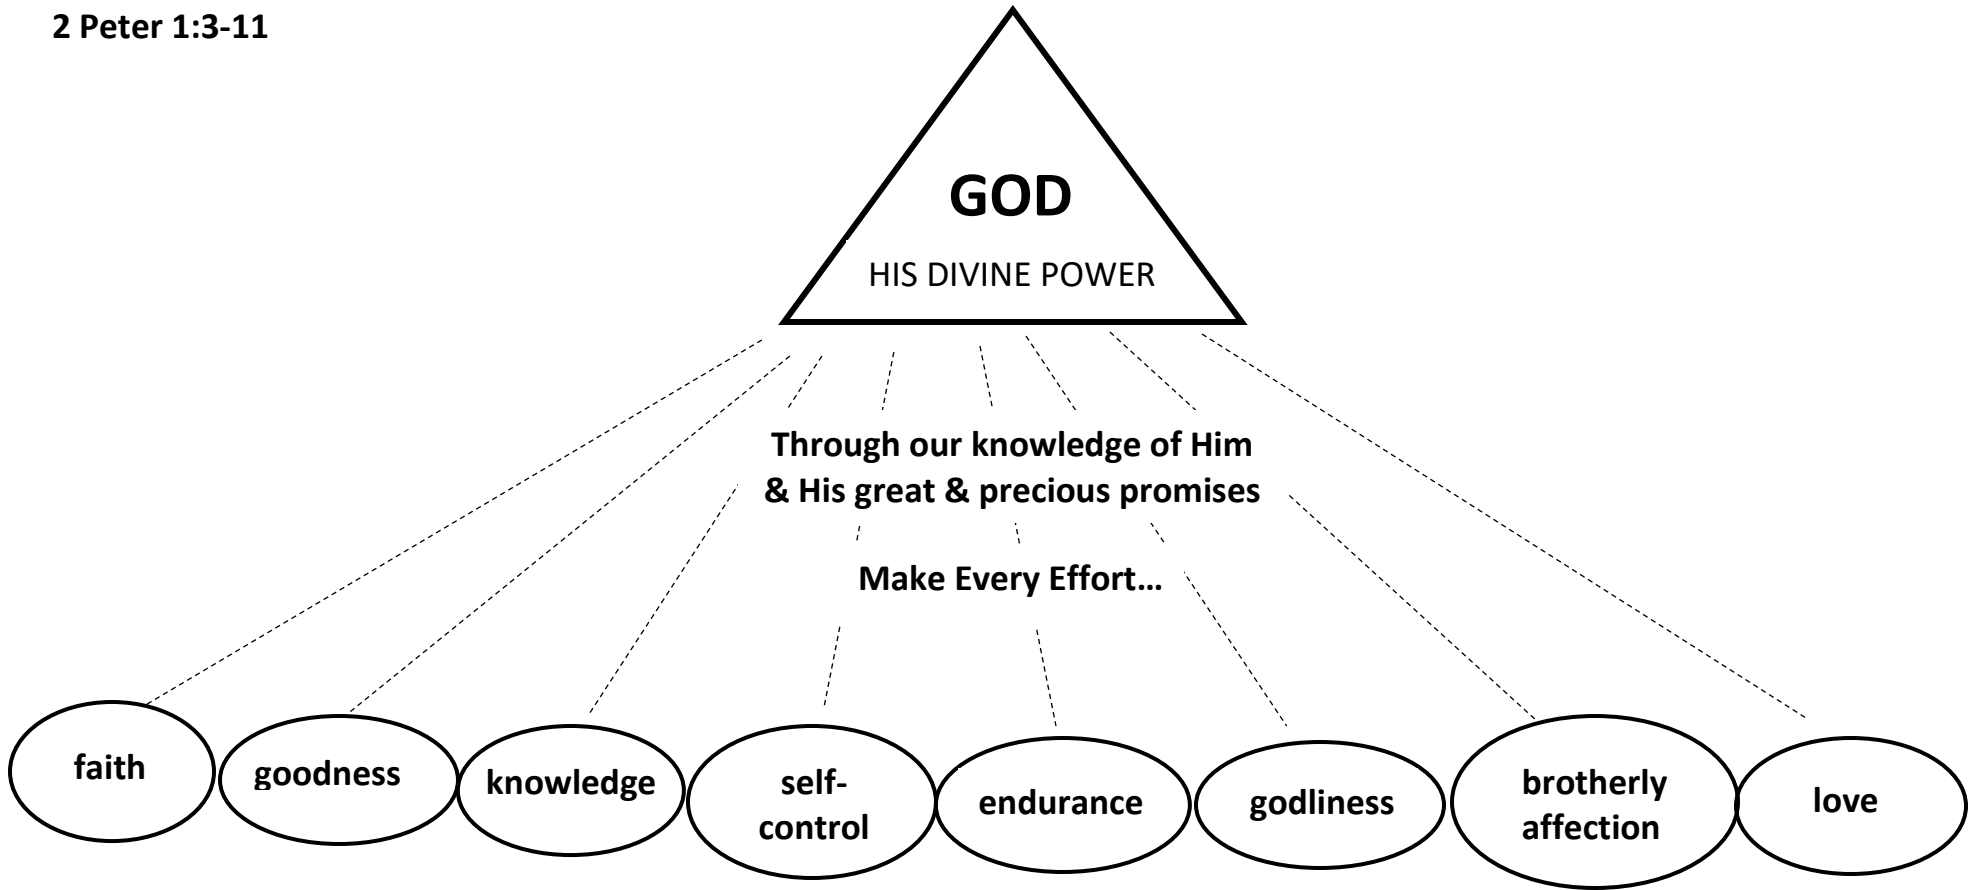 2 Peter 1:3-11
GOD
HIS DIVINE POWER
Through our knowledge of Him
& His great & precious promises
Make Every Effort...
faith
goodness
knowledge
self-
control
endurance
godliness
brotherly
affection
love